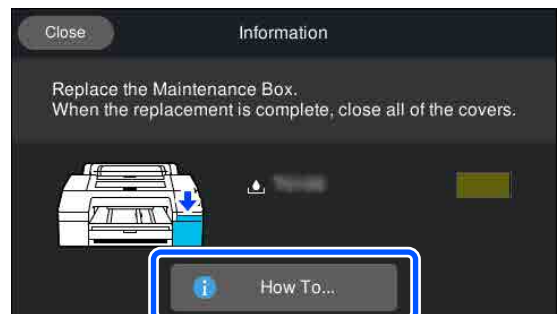 Close
Information
Replace the Maintenance Box.
When the replacement is complete, close all of the covers.
How To...